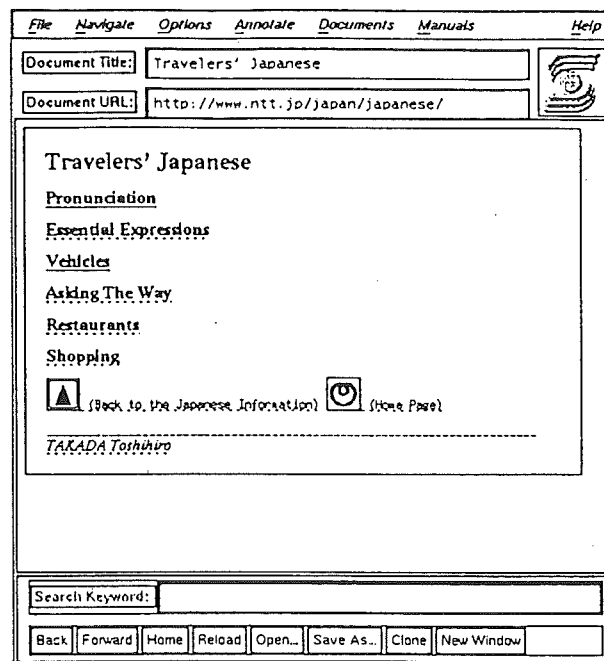 File Navigate Options Annotate Documents Manuals Help
Document Title: Travelers' Japanese
Document URL: http://www.ntt.jp/japan/japanese/
Travelers' Japanese
Pronunciation
Essential Expressions
Vehicles
Asking The Way
Restaurants
Shopping
(Back to the Japanese Information) (Home Page)
TAKADA Toshihiro
Search Keyword:
Back Forward Home Reload Open... Save As... Clone New Window